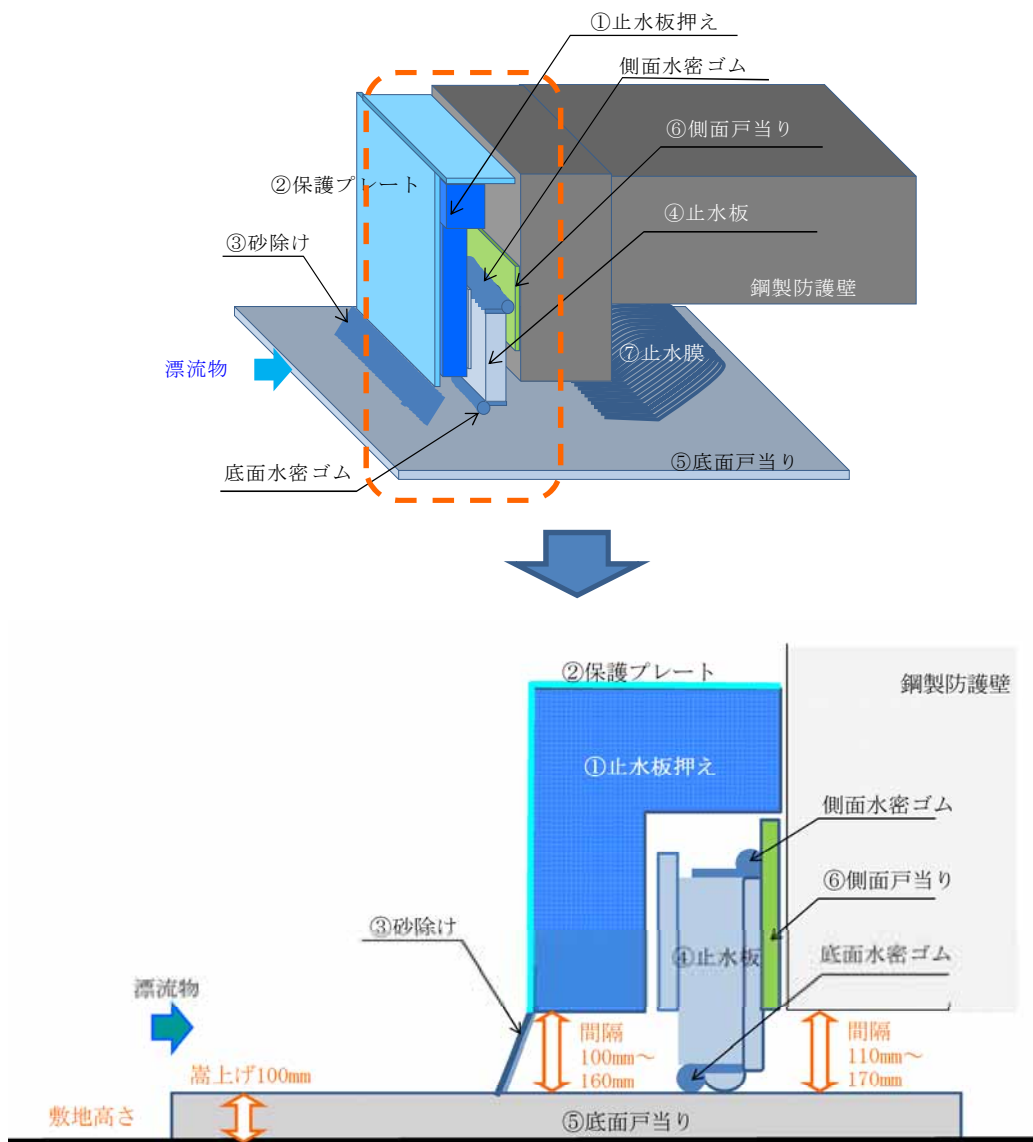 ①止水板押え
側面水密ゴム
⑥側面戸当り
②保護プレート
④止水板
③砂除け
鋼製防護壁
⑦止水膜
漂流物
⑤底面戸当り
底面水密ゴム
②保護プレート
鋼製防護壁
①止水板押え
側面水密ゴム
⑥側面戸当り
③砂除け
④止水板
底面水密ゴム
漂流物
間隔
100mm～
160mm
間隔
110mm～
170mm
嵩上げ100mm
敷地高さ
⑤底面戸当り